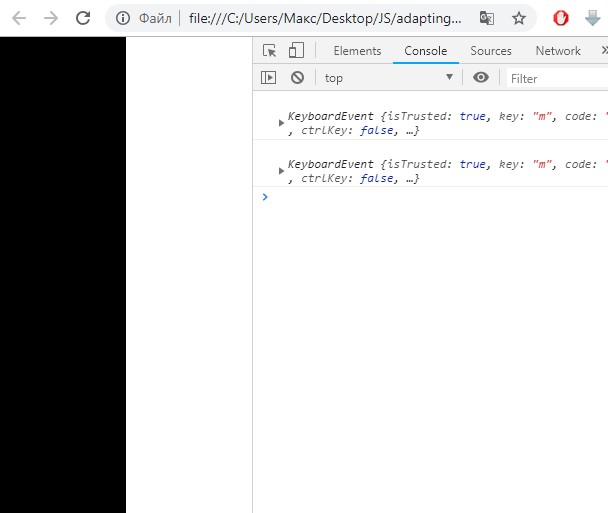 Файл file:///C:/Users/Макс/Desktop/JS/adapting...
Elements Console Sources Network
top Filter
KeyboardEvent {isTrusted: true, key: "m", code: "
, ctrlKey: false, …}
KeyboardEvent {isTrusted: true, key: "m", code: "
, ctrlKey: false, …}